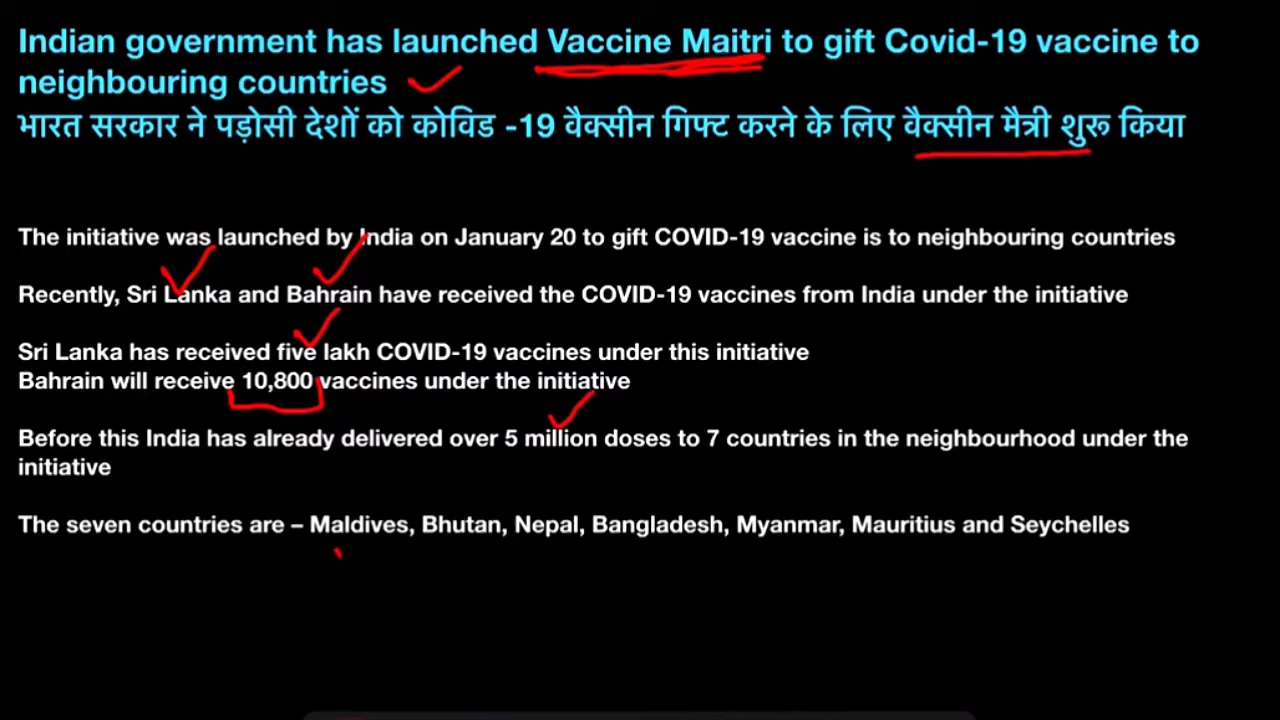 Indian government has launched Vaccine Maitri to gift Covid-19 vaccine to
neighbouring countries
भारत सरकार ने पड़ोसी देशों को कोविड -19 वैक्सीन गिफ्ट करने के लिए वैक्सीन मैत्री शुरू किया
The initiative was launched by India on January 20 to gift COVID-19 vaccine is to neighbouring countries
Recently, Sri Lanka and Bahrain have received the COVID-19 vaccines from India under the initiative
Sri Lanka has received five lakh COVID-19 vaccines under this initiative
Bahrain will receive 10,800 vaccines under the initiative
Before this India has already delivered over 5 million doses to 7 countries in the neighbourhood under the
initiative
The seven countries are – Maldives, Bhutan, Nepal, Bangladesh, Myanmar, Mauritius and Seychelles